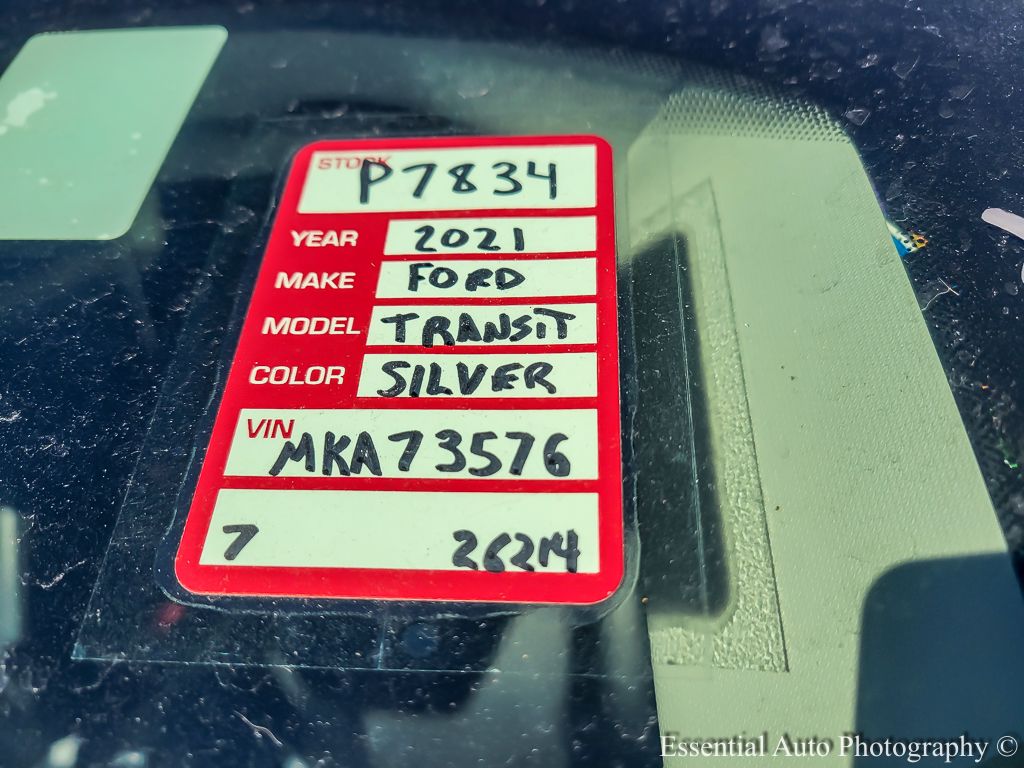 STOCK P7834
YEAR 2021
MAKE FORD
MODEL TRANSIT
COLOR SILVER
VIN MKA73576
7 26214
Essential Auto Photography ©